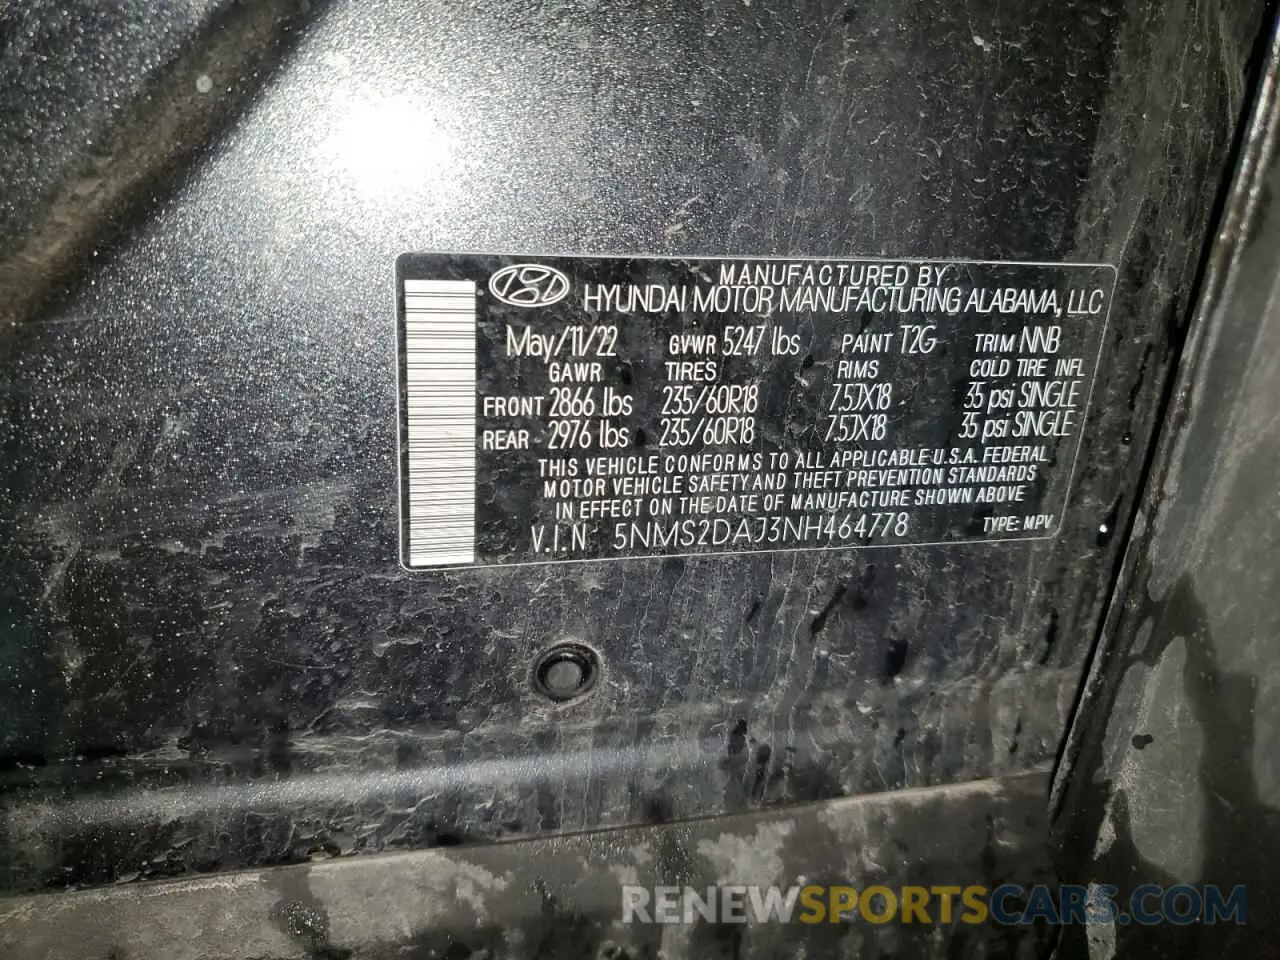 MANUFACTURED BY
HYUNDAI MOTOR MANUFACTURING ALABAMA, LLC
May/11/22 GVWR 5247 lbs PAINT T2G TRIM NNB
GAWR TIRES RIMS COLD TIRE INFL
FRONT 2866 lbs 235/60R18 7.5JX18 35 psi SINGLE
REAR 2976 lbs 235/60R18 7.5JX18 35 psi SINGLE
THIS VEHICLE CONFORMS TO ALL APPLICABLE U.S.A. FEDERAL
MOTOR VEHICLE SAFETY AND THEFT PREVENTION STANDARDS
IN EFFECT ON THE DATE OF MANUFACTURE SHOWN ABOVE
V.I.N 5NMS2DAJ3NH464778 TYPE: MPV
RENEWSPORTSCARS.COM